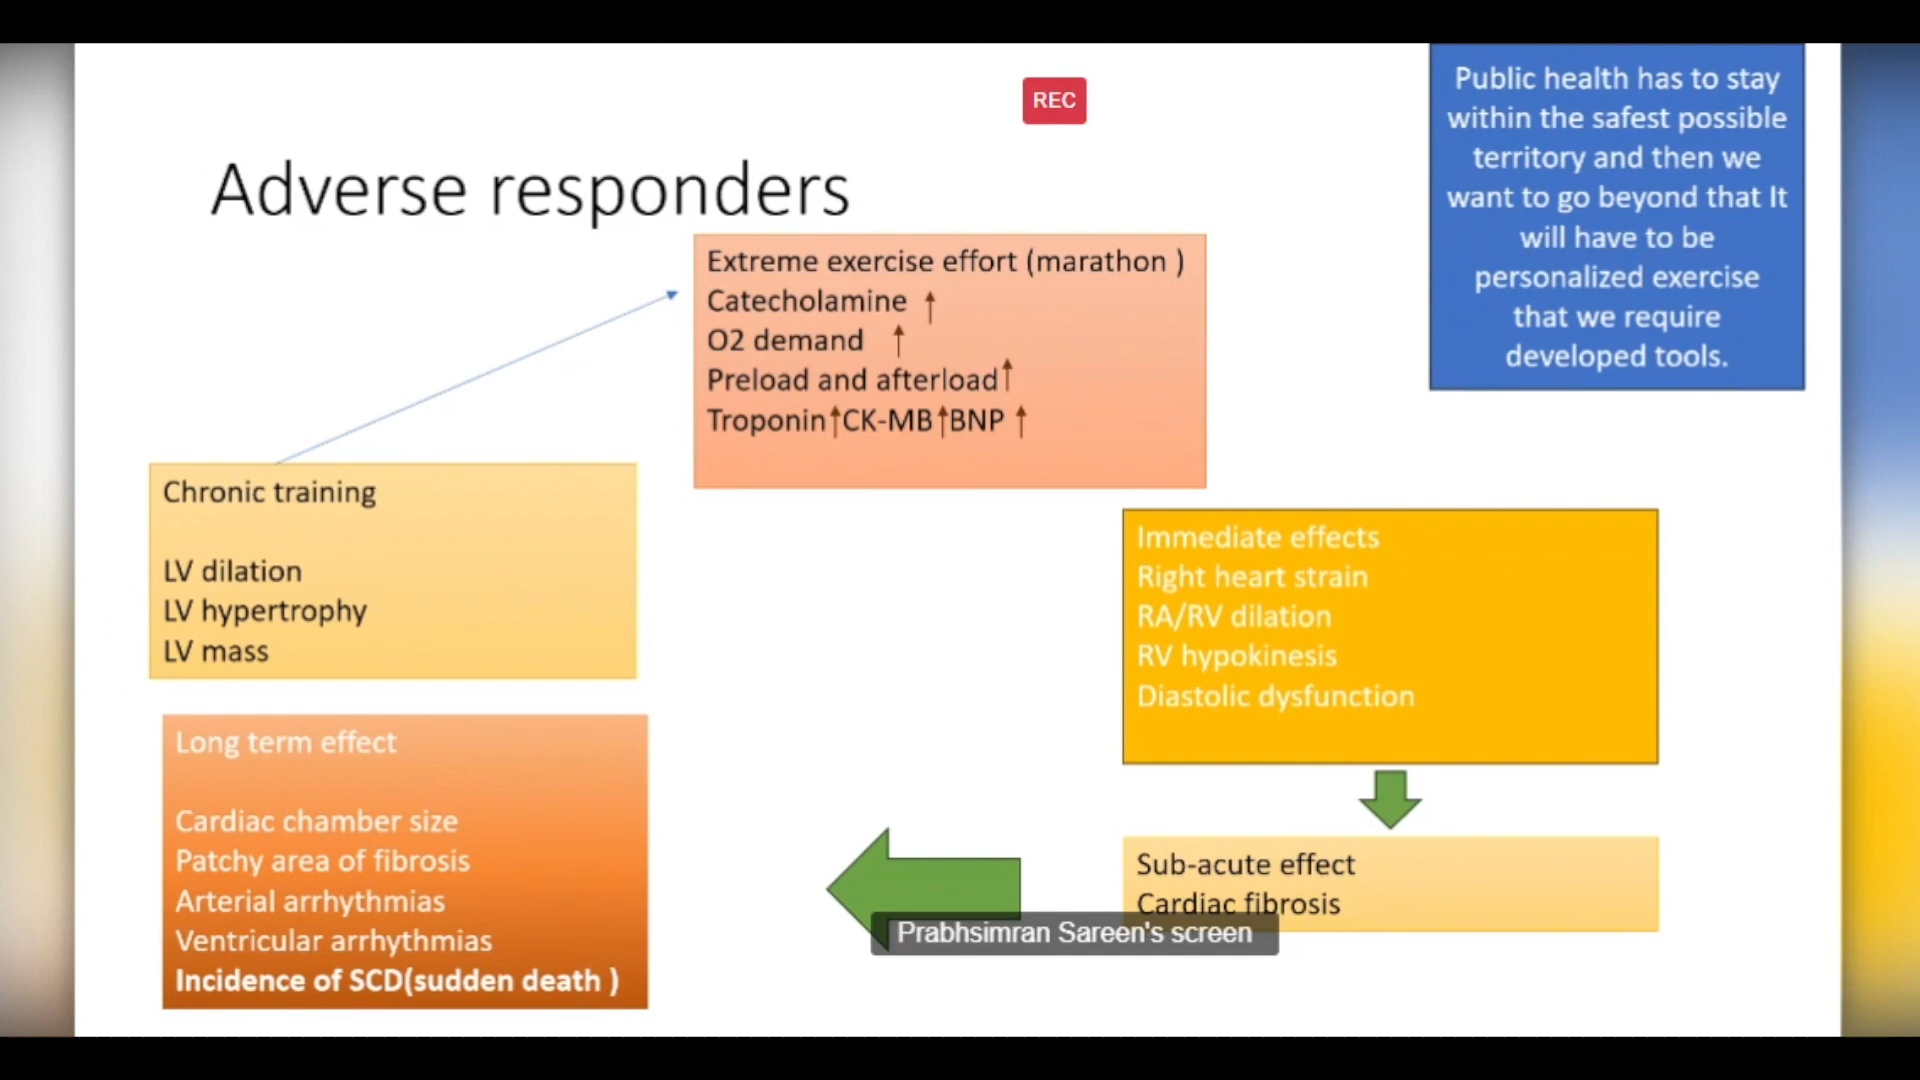 REC
Adverse responders
Public health has to stay
within the safest possible
territory and then we
want to go beyond that It
will have to be
personalized exercise
that we require
developed tools.
Extreme exercise effort (marathon )
Catecholamine ↑
O2 demand ↑
Preload and afterload↑
Troponin↑CK-MB↑BNP ↑
Chronic training
LV dilation
LV hypertrophy
LV mass
Immediate effects
Right heart strain
RA/RV dilation
RV hypokinesis
Diastolic dysfunction
Long term effect
Cardiac chamber size
Patchy area of fibrosis
Arterial arrhythmias
Ventricular arrhythmias
Incidence of SCD(sudden death )
Sub-acute effect
Cardiac fibrosis
Prabhsimran Sareen's screen